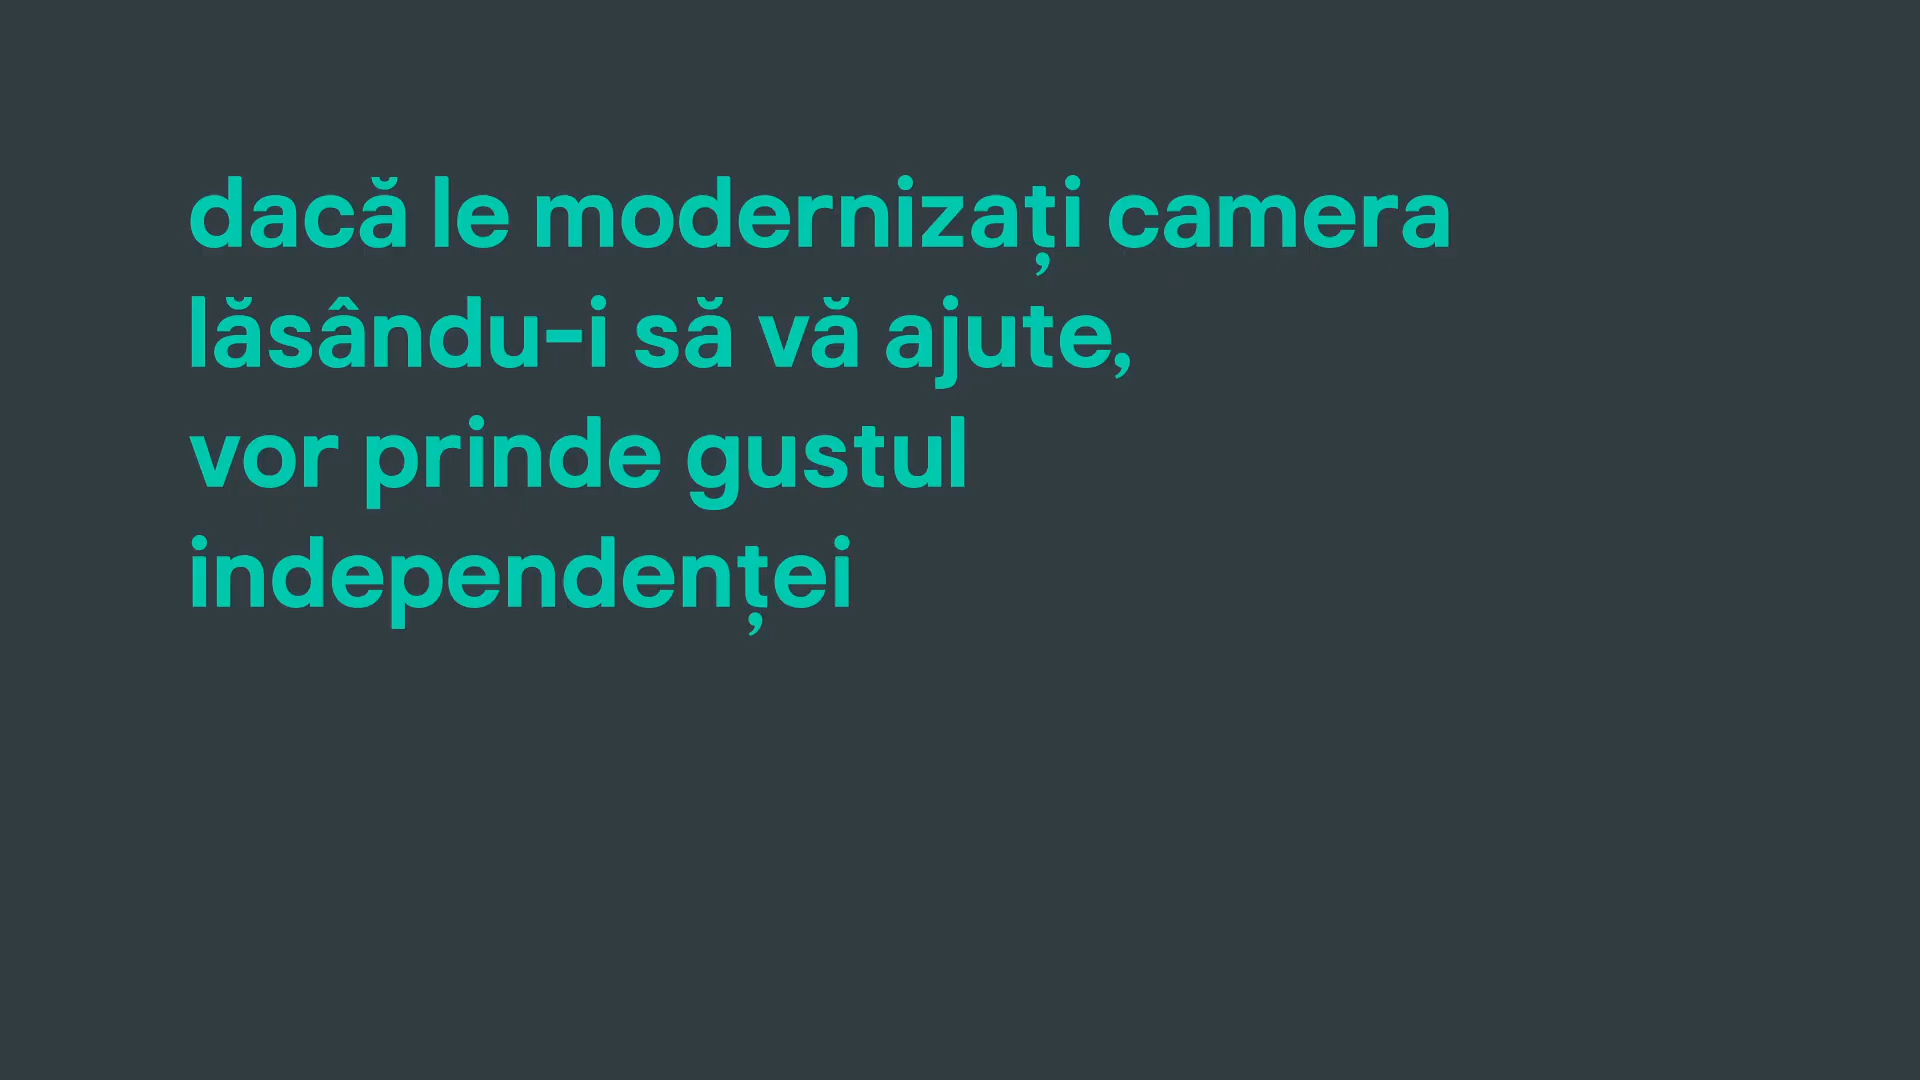 dacă le modernizați camera
lăsându-i să vă ajute,
vor prinde gustul
independenței